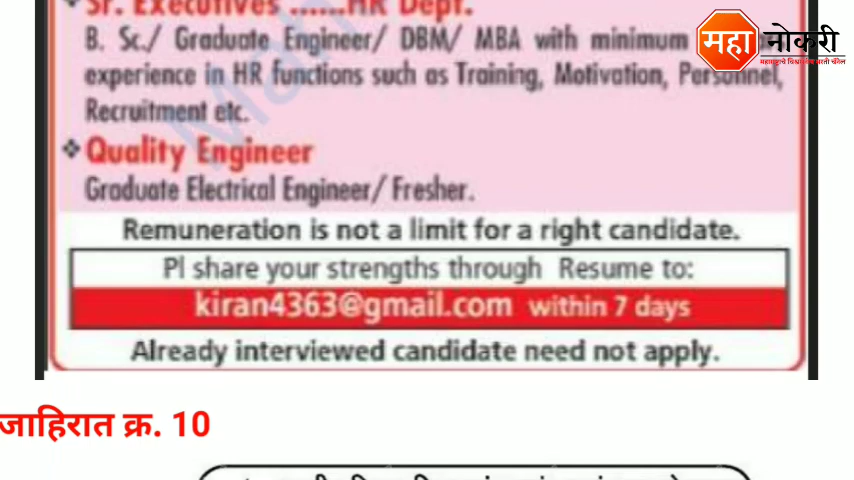 ❖ Sr. Executives ......HR Dept.
B. Sc./ Graduate Engineer/ DBM/ MBA with minimum
महा नोकरी
experience in HR functions such as Training, Motivation, Personnel,
Recruitment etc.
❖ Quality Engineer
Graduate Electrical Engineer/ Fresher.
Remuneration is not a limit for a right candidate.
Pl share your strengths through Resume to:
kiran4363@gmail.com within 7 days
Already interviewed candidate need not apply.
जाहिरात क्र. 10